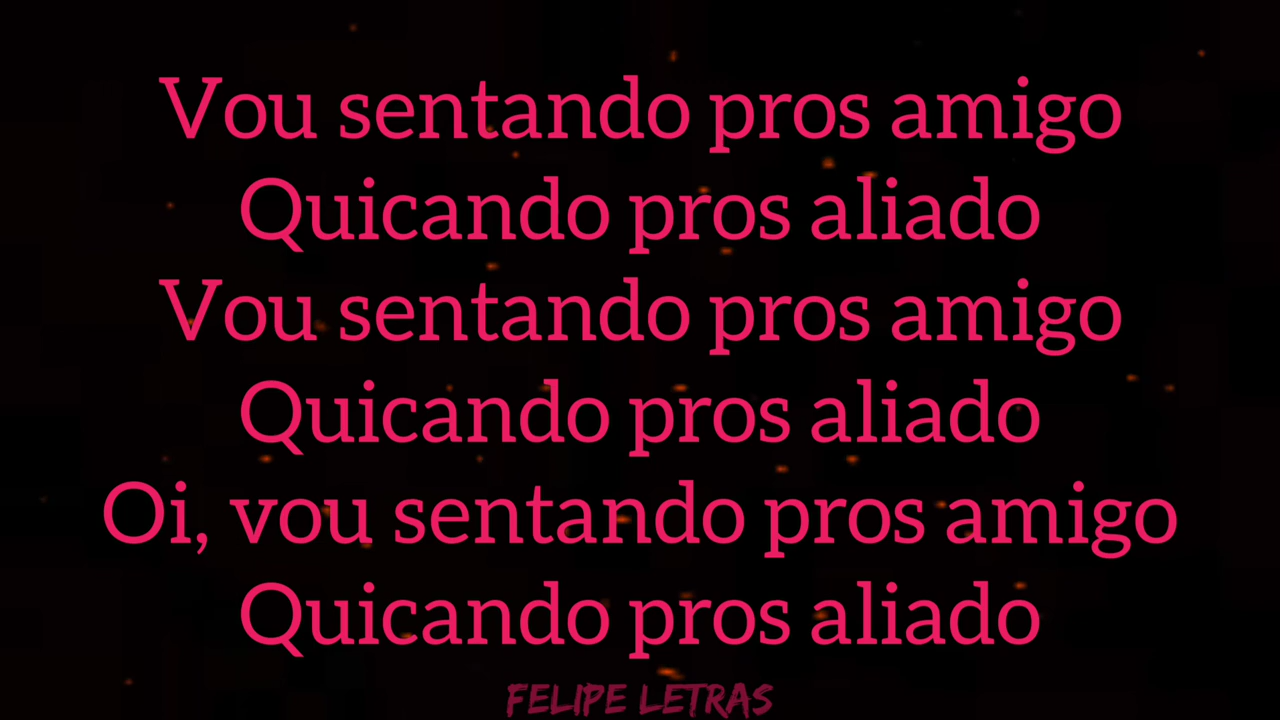 Vou sentando pros amigo
Quicando pros aliado
Vou sentando pros amigo
Quicando pros aliado
Oi, vou sentando pros amigo
Quicando pros aliado
FELIPE LETRAS